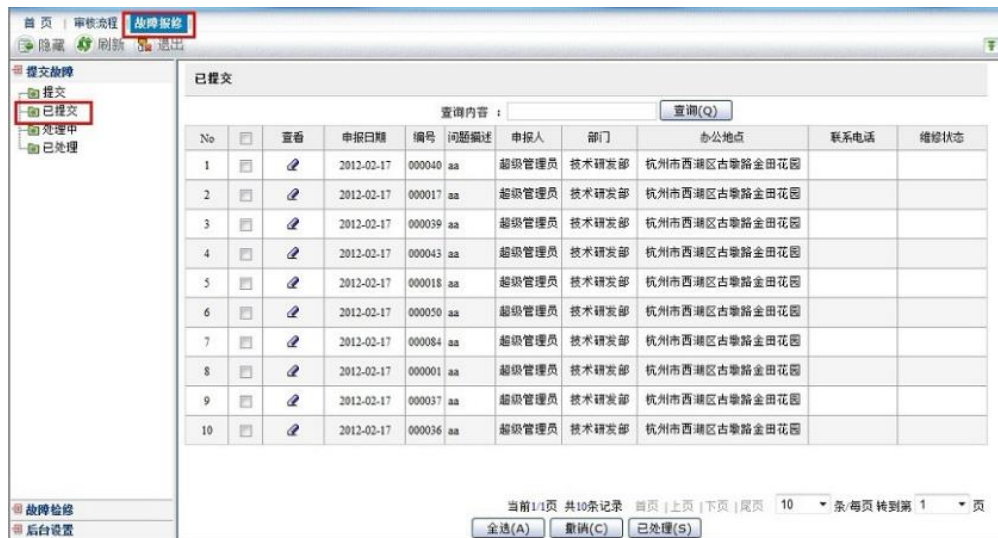 首 页 | 审核流程 故障报修
隐藏 刷新 退出
提交故障
提交
已提交
处理中
已处理
已提交
查询内容 : 查询(Q)
No 查看 申报日期 编号 问题描述 申报人 部门 办公地点 联系电话 维修状态
1 2012-02-17 000040 aa 超级管理员 技术研发部 杭州市西湖区古墩路金田花园
2 2012-02-17 000017 aa 超级管理员 技术研发部 杭州市西湖区古墩路金田花园
3 2012-02-17 000039 aa 超级管理员 技术研发部 杭州市西湖区古墩路金田花园
4 2012-02-17 000043 aa 超级管理员 技术研发部 杭州市西湖区古墩路金田花园
5 2012-02-17 000018 aa 超级管理员 技术研发部 杭州市西湖区古墩路金田花园
6 2012-02-17 000050 aa 超级管理员 技术研发部 杭州市西湖区古墩路金田花园
7 2012-02-17 000084 aa 超级管理员 技术研发部 杭州市西湖区古墩路金田花园
8 2012-02-17 000001 aa 超级管理员 技术研发部 杭州市西湖区古墩路金田花园
9 2012-02-17 000037 aa 超级管理员 技术研发部 杭州市西湖区古墩路金田花园
10 2012-02-17 000036 aa 超级管理员 技术研发部 杭州市西湖区古墩路金田花园
当前1/1页 共10条记录 首页 | 上页 | 下页 | 尾页 10 条/每页 转到第 1 页
全选(A) 撤销(C) 已处理(S)
故障检修
后台设置